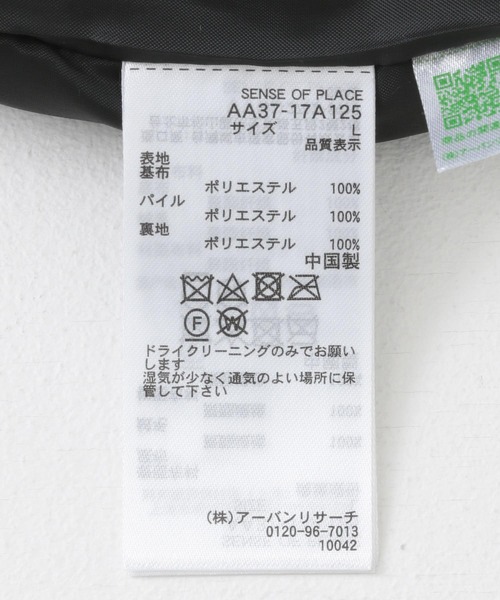 SENSE OF PLACE
AA37-17A125
サイズ L
品質表示
表地
基布
ポリエステル 100%
パイル
ポリエステル 100%
裏地
ポリエステル 100%
中国製
F W
ドライクリーニングのみでお願い
します
湿気が少なく通気のよい場所に保
管して下さい
(株)アーバンリサーチ
0120-96-7013
10042